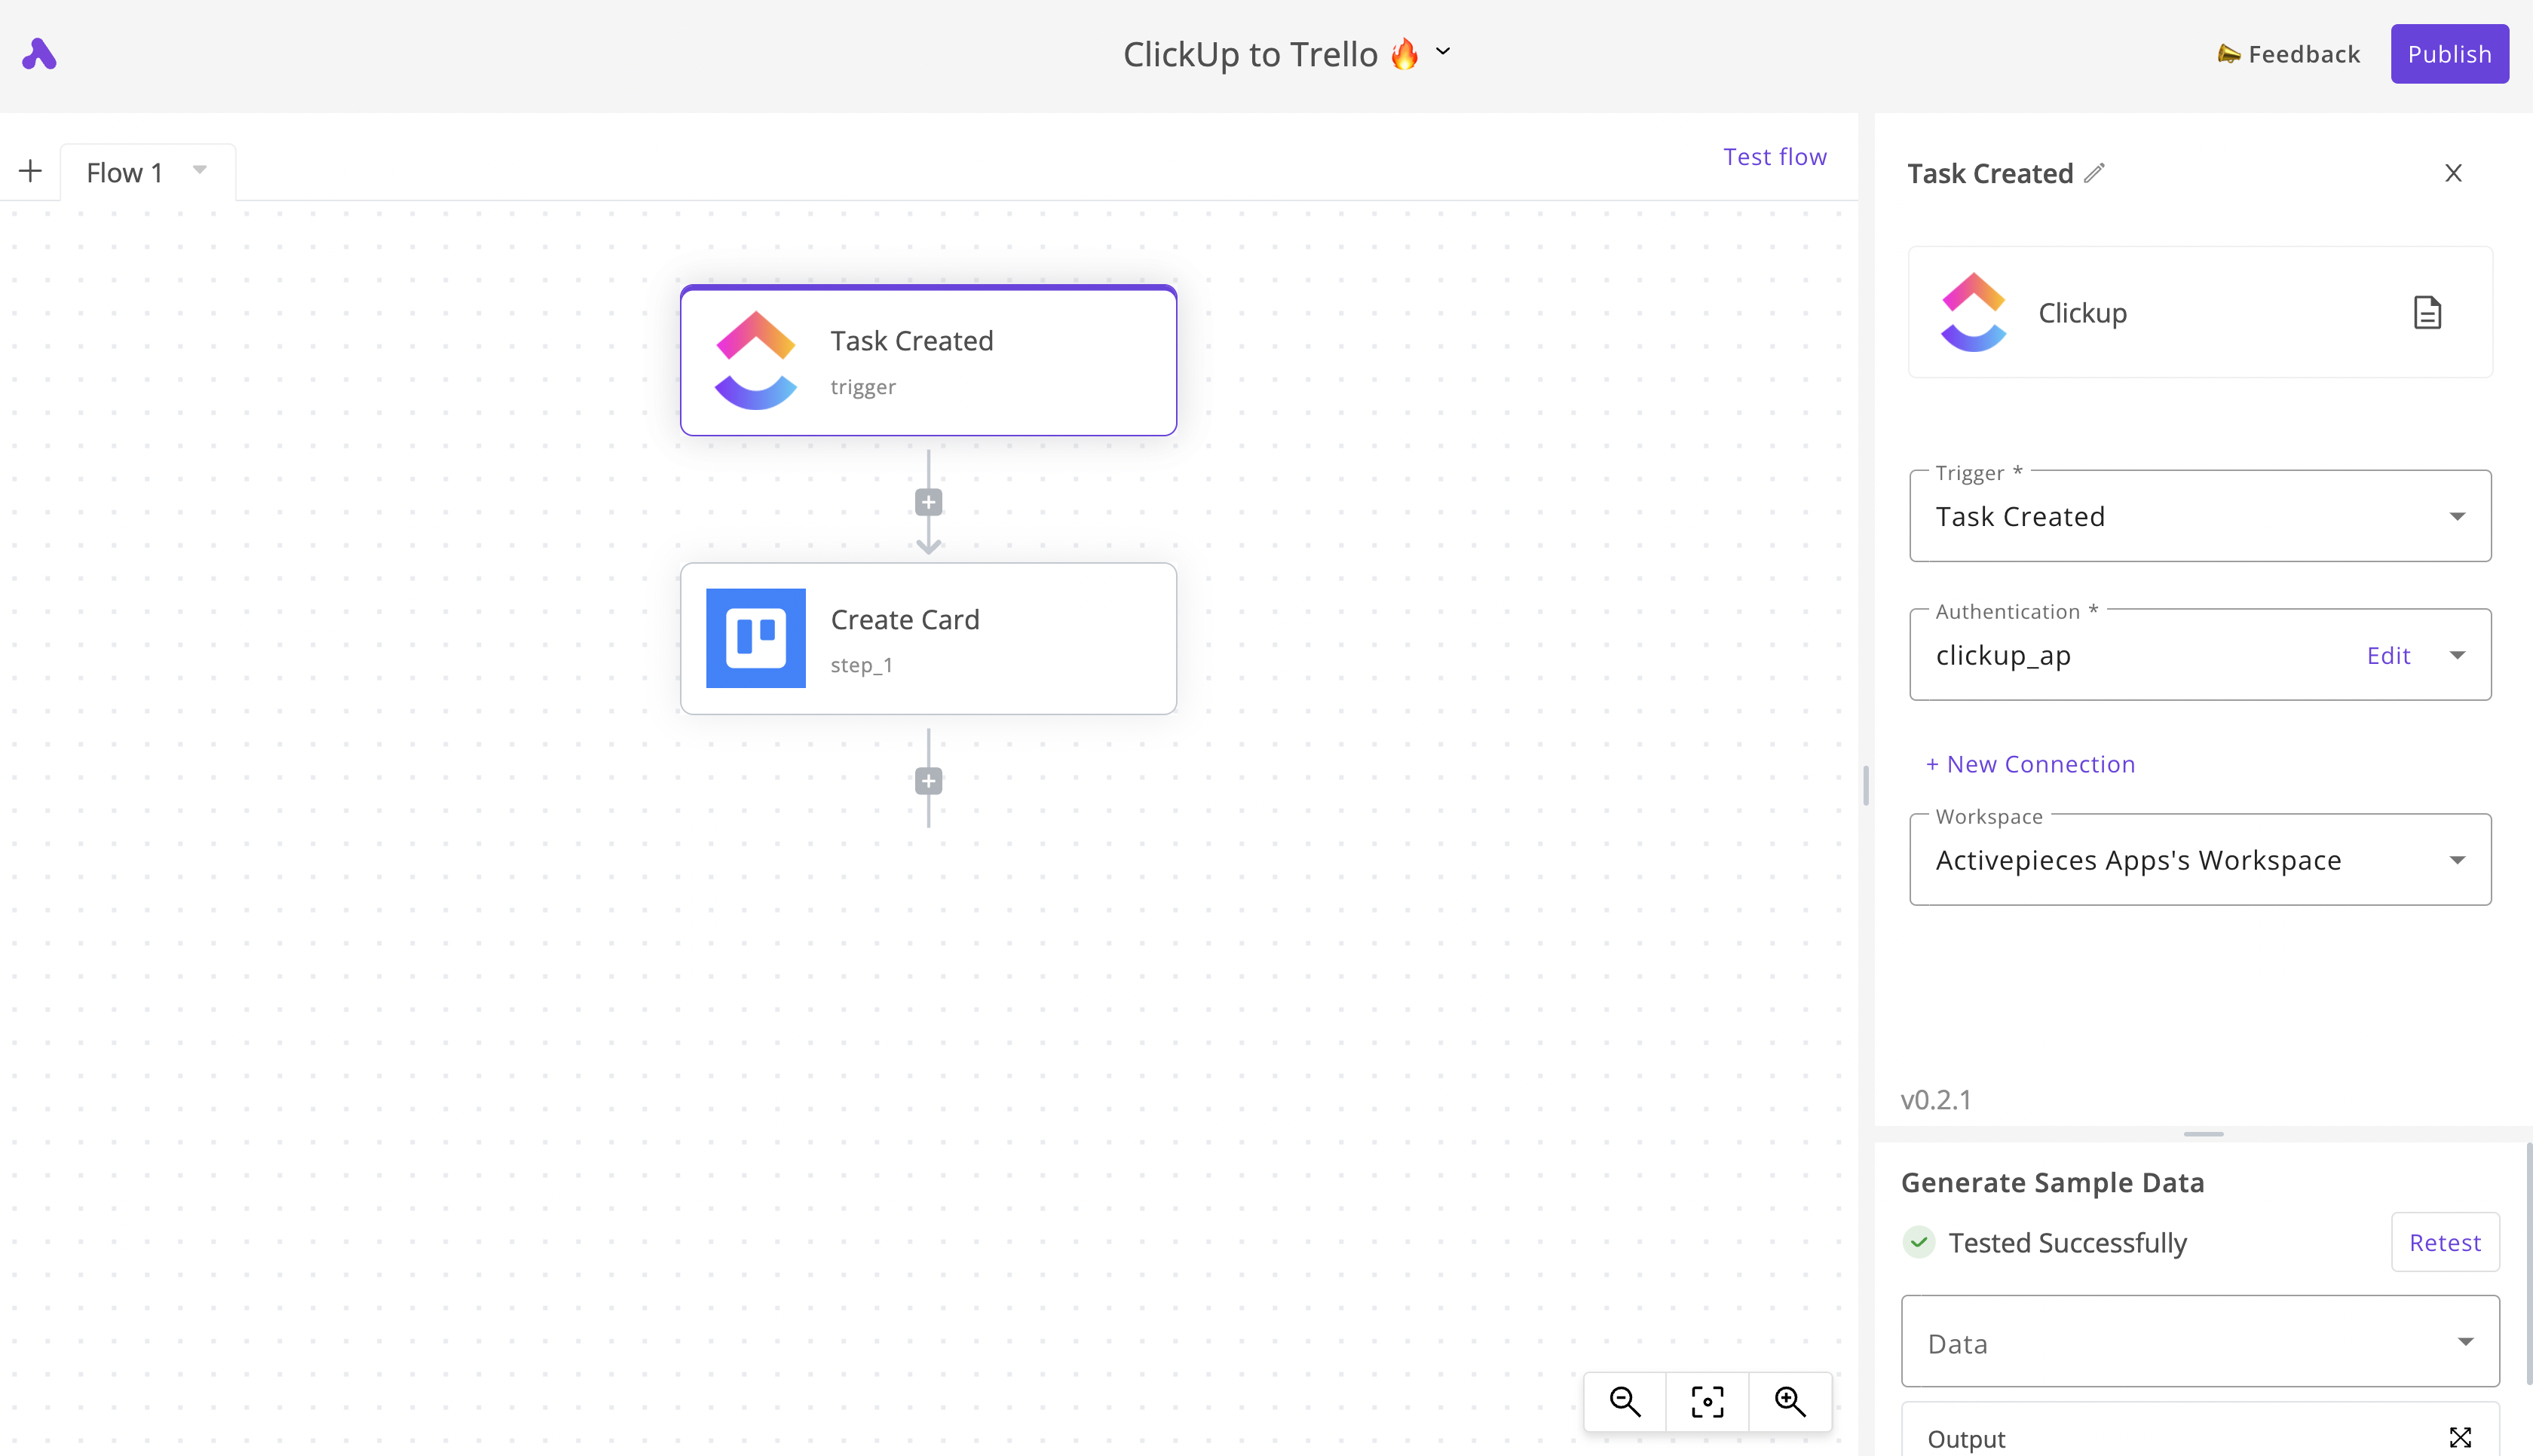 ClickUp to Trello 🔥
Feedback
Publish
Flow 1
Test flow
Task Created
trigger
Create Card
step_1
Task Created
Clickup
Trigger *
Task Created
Authentication *
clickup_ap
Edit
+ New Connection
Workspace
Activepieces Apps's Workspace
v0.2.1
Generate Sample Data
Tested Successfully
Retest
Data
Output